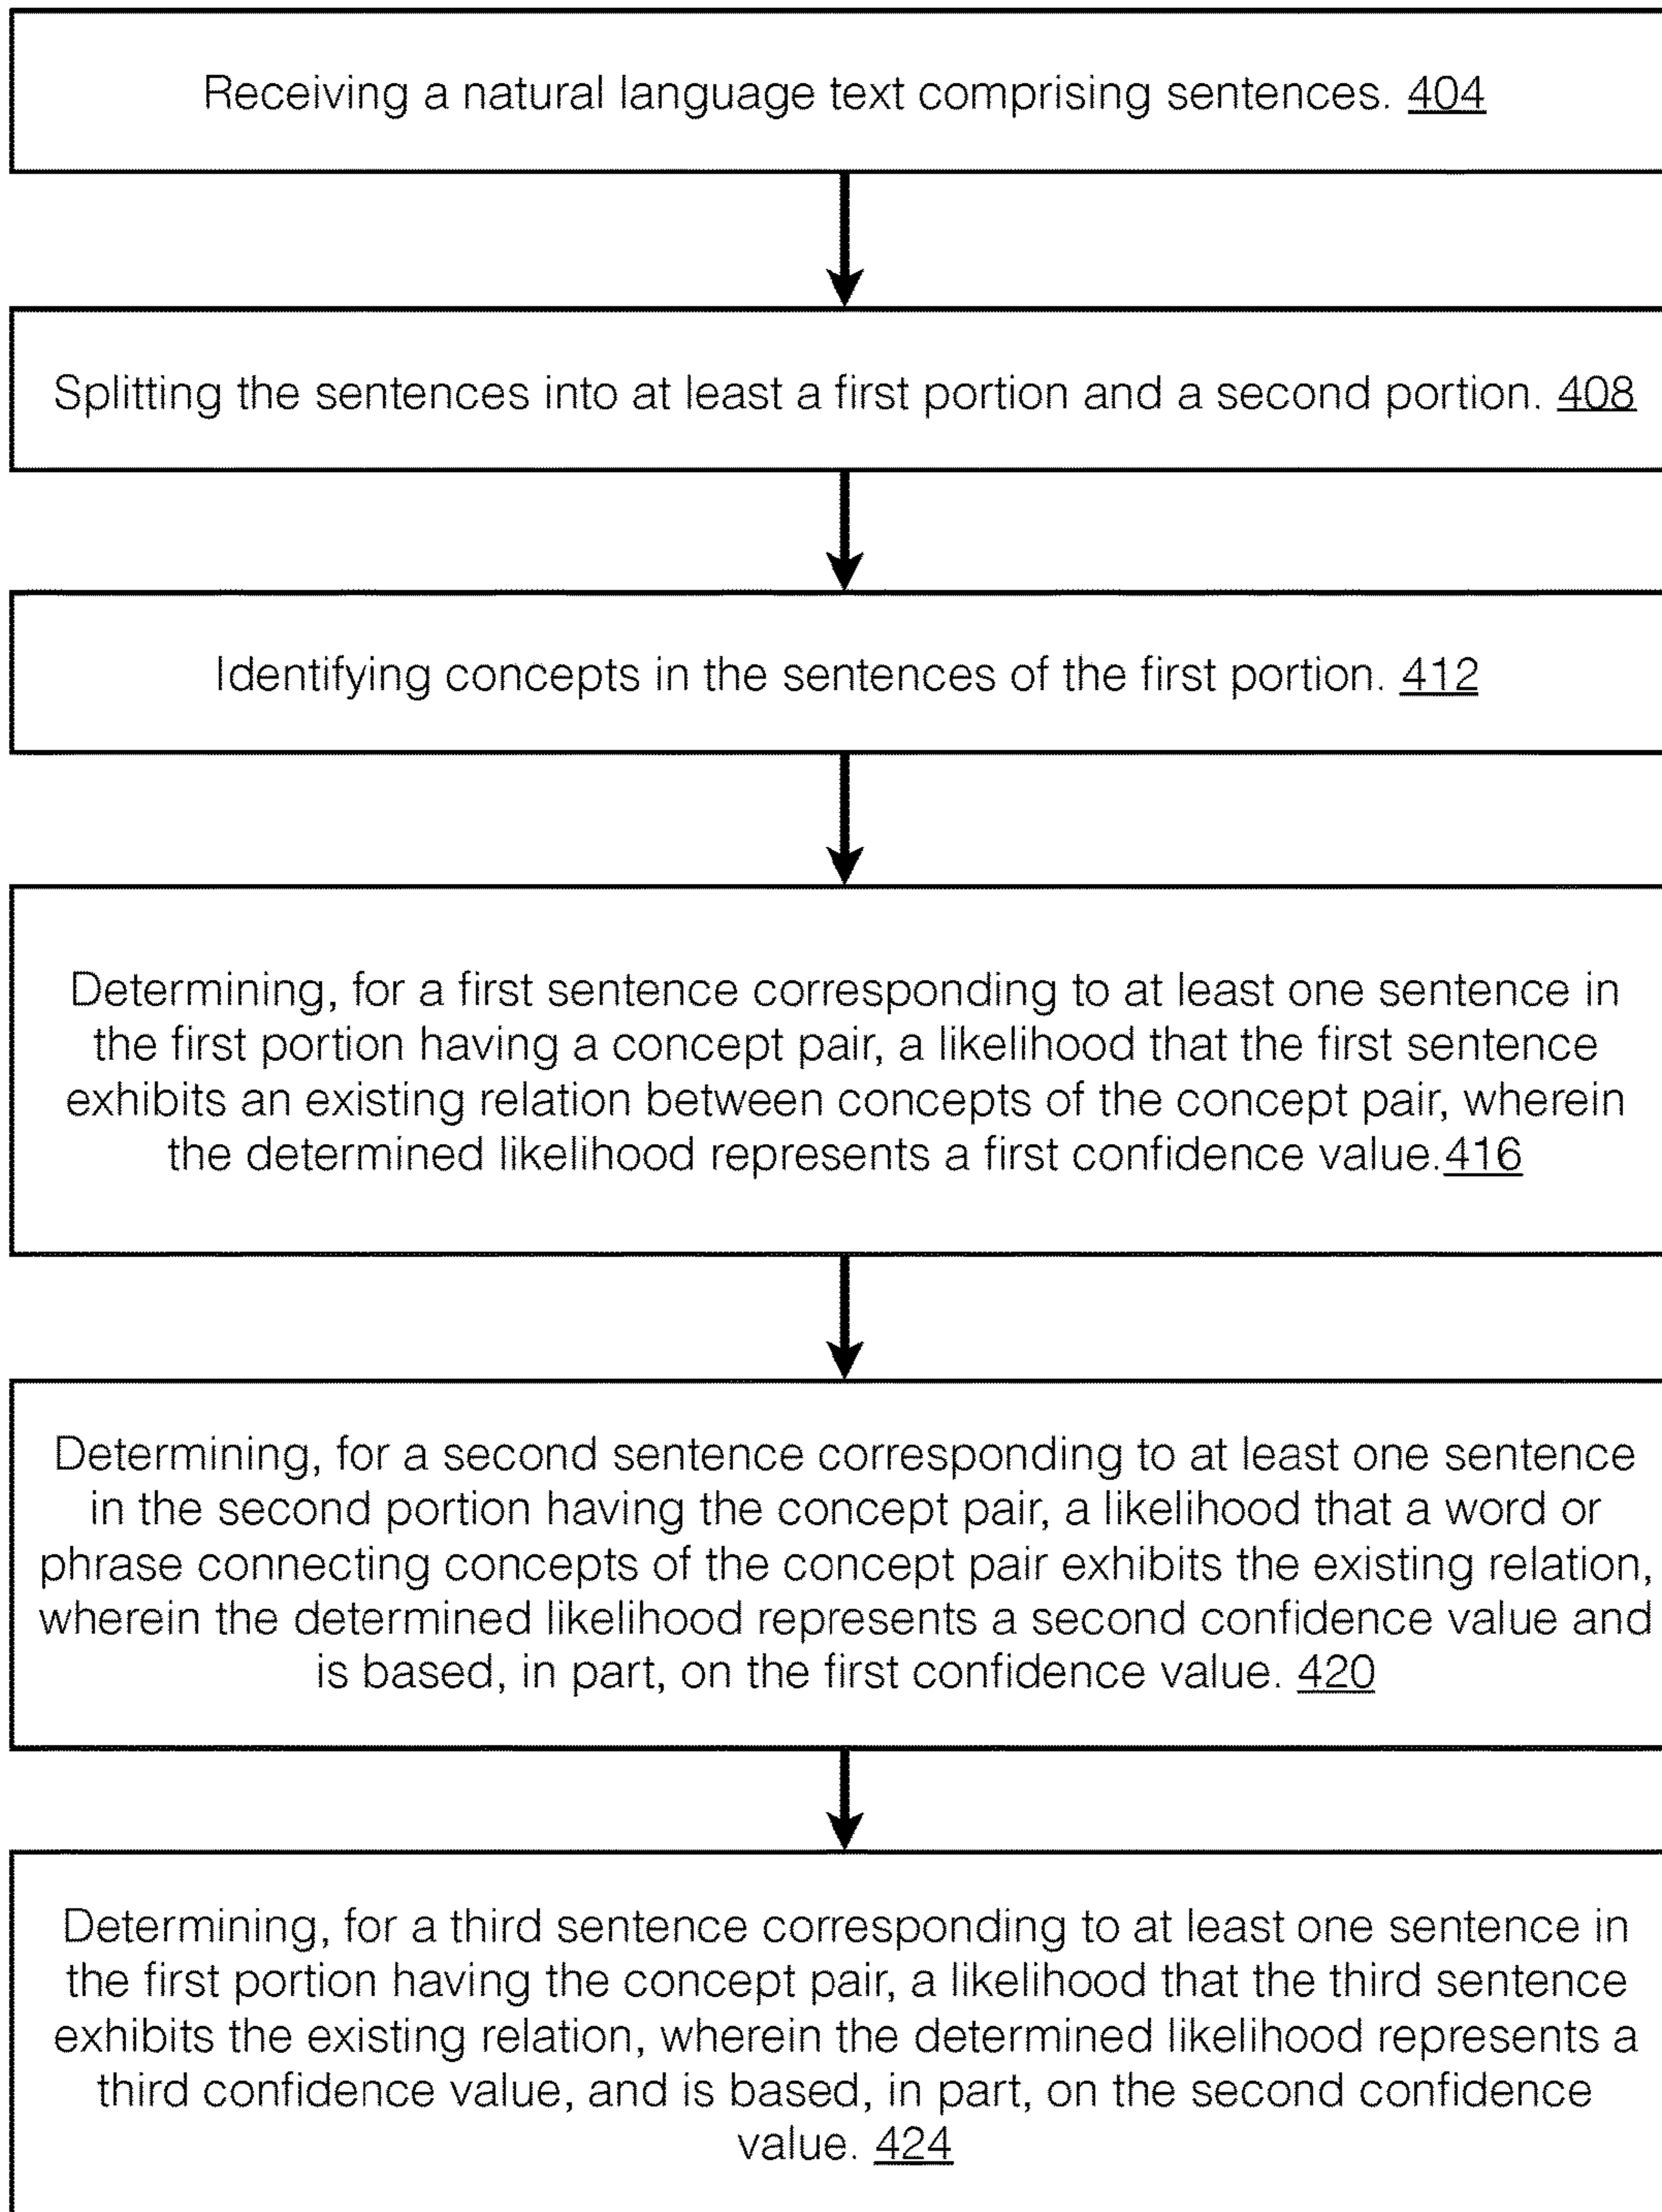 Receiving a natural language text comprising sentences. 404
Splitting the sentences into at least a first portion and a second portion. 408
Identifying concepts in the sentences of the first portion. 412
Determining, for a first sentence corresponding to at least one sentence in
the first portion having a concept pair, a likelihood that the first sentence
exhibits an existing relation between concepts of the concept pair, wherein
the determined likelihood represents a first confidence value.416
Determining, for a second sentence corresponding to at least one sentence
in the second portion having the concept pair, a likelihood that a word or
phrase connecting concepts of the concept pair exhibits the existing relation,
wherein the determined likelihood represents a second confidence value and
is based, in part, on the first confidence value. 420
Determining, for a third sentence corresponding to at least one sentence in
the first portion having the concept pair, a likelihood that the third sentence
exhibits the existing relation, wherein the determined likelihood represents a
third confidence value, and is based, in part, on the second confidence
value. 424